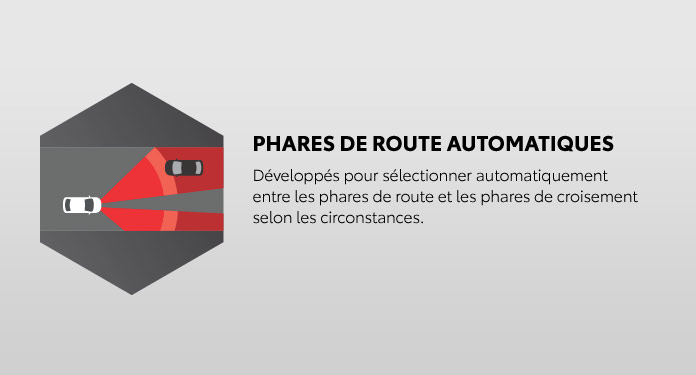 PHARES DE ROUTE AUTOMATIQUES
Développés pour sélectionner automatiquement
entre les phares de route et les phares de croisement
selon les circonstances.